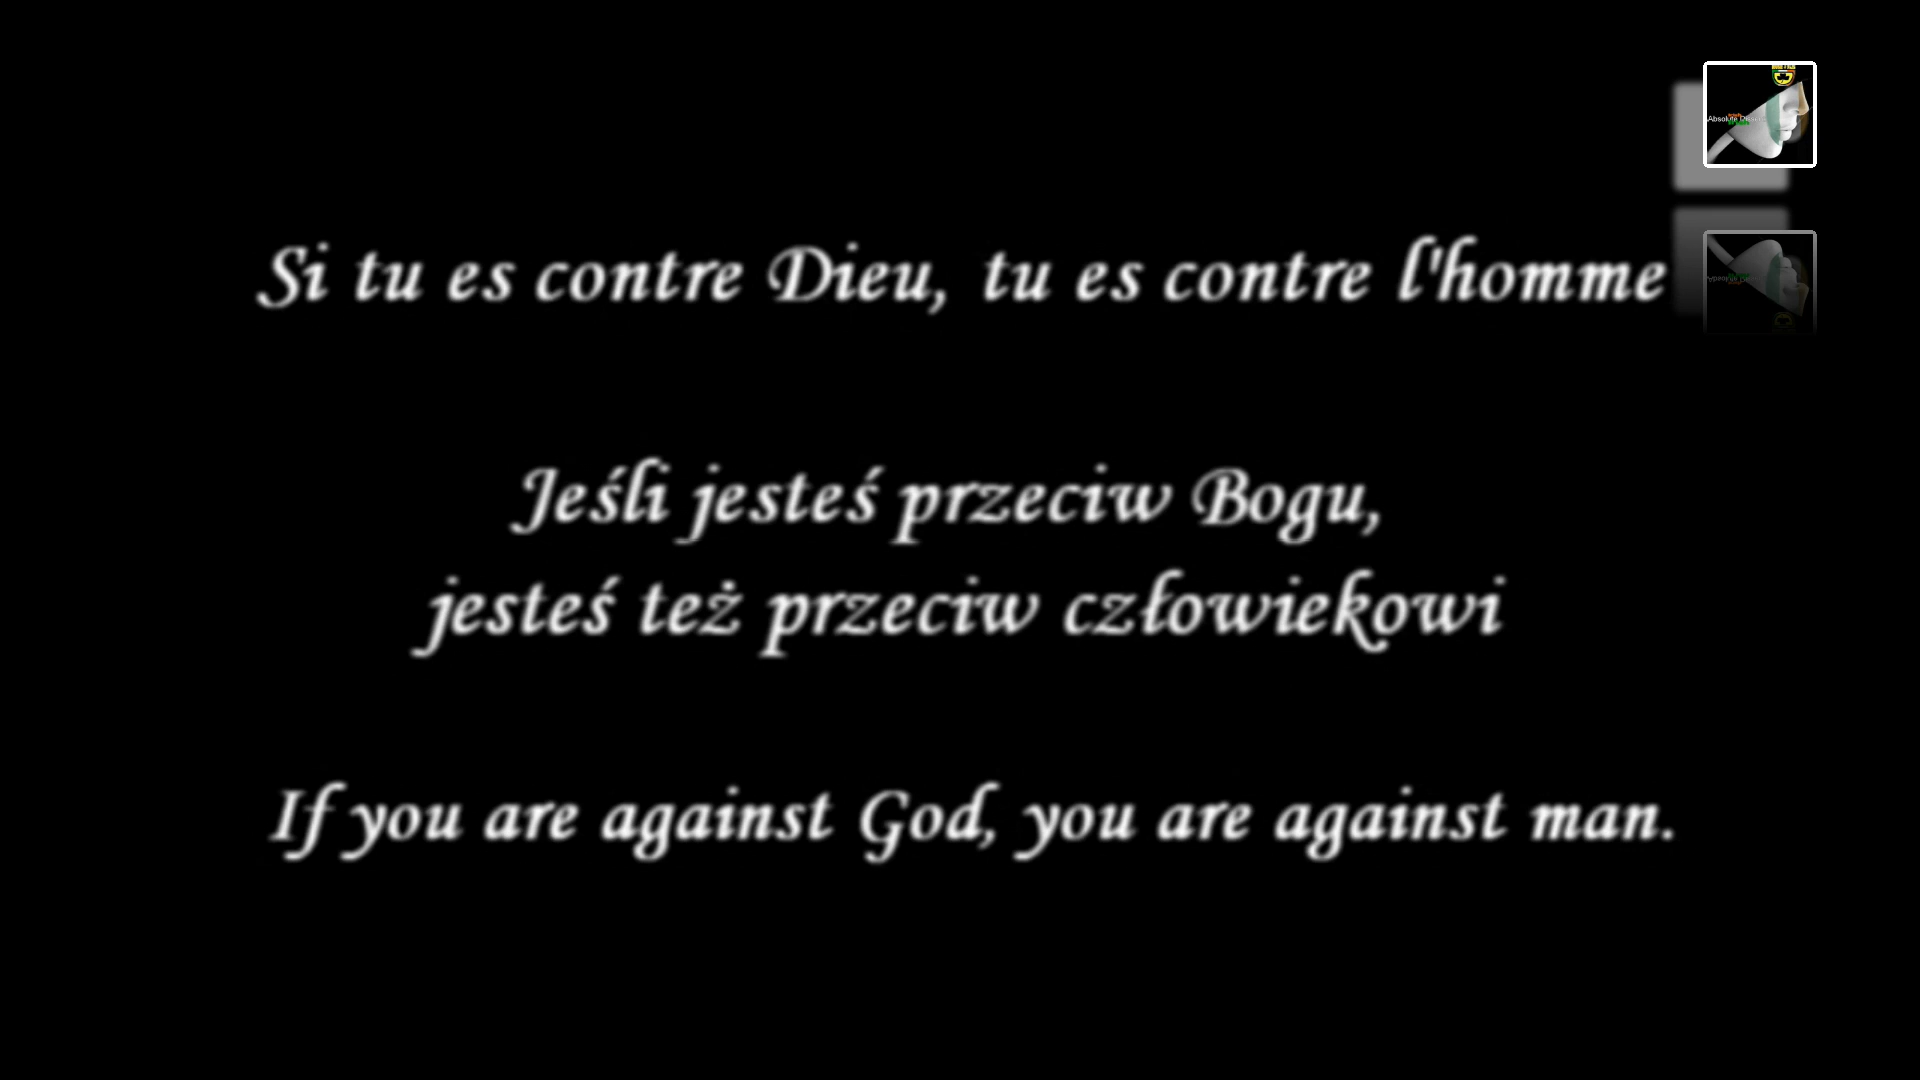 Si tu es contre Dieu, tu es contre l'homme
Jeśli jesteś przeciw Bogu,
jesteś też przeciw człowiekowi
If you are against God, you are against man.
Absolute